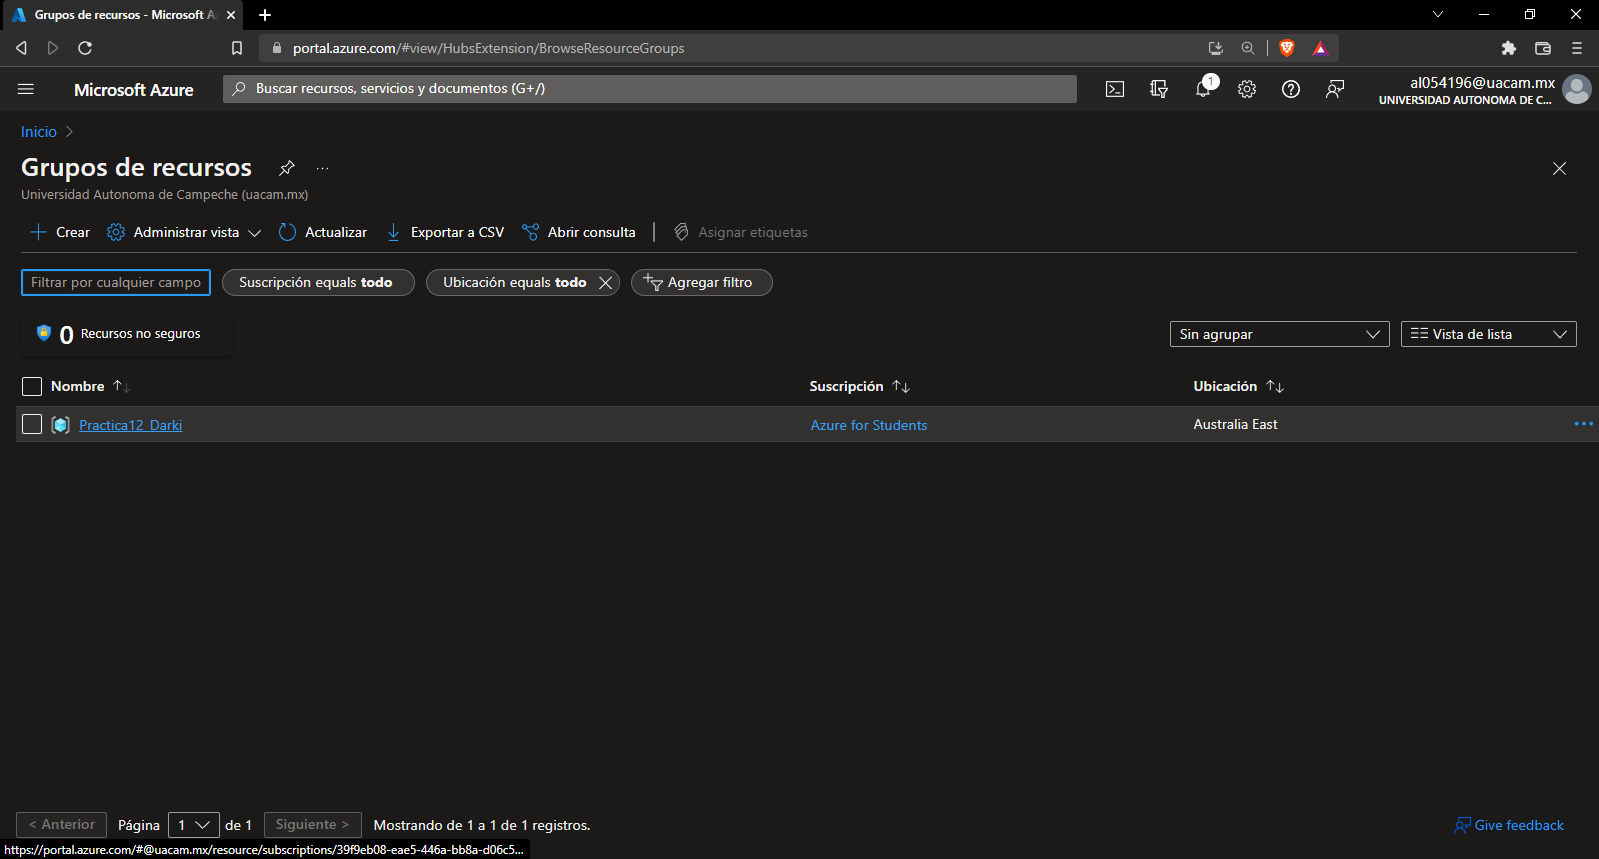 Grupos de recursos - Microsoft Az
portal.azure.com/#view/HubsExtension/BrowseResourceGroups
Microsoft Azure
Buscar recursos, servicios y documentos (G+/)
1
al054196@uacam.mx
UNIVERSIDAD AUTONOMA DE C...
Inicio
Grupos de recursos
Universidad Autonoma de Campeche (uacam.mx)
Crear
Administrar vista
Actualizar
Exportar a CSV
Abrir consulta
Asignar etiquetas
Filtrar por cualquier campo
Suscripción equals todo
Ubicación equals todo
Agregar filtro
0 Recursos no seguros
Sin agrupar
Vista de lista
Nombre
Suscripción
Ubicación
Practica12_Darki
Azure for Students
Australia East
< Anterior
Página 1 de 1
Siguiente >
Mostrando de 1 a 1 de 1 registros.
Give feedback
https://portal.azure.com/#@uacam.mx/resource/subscriptions/39f9eb08-eae5-446a-bb8a-d06c5...